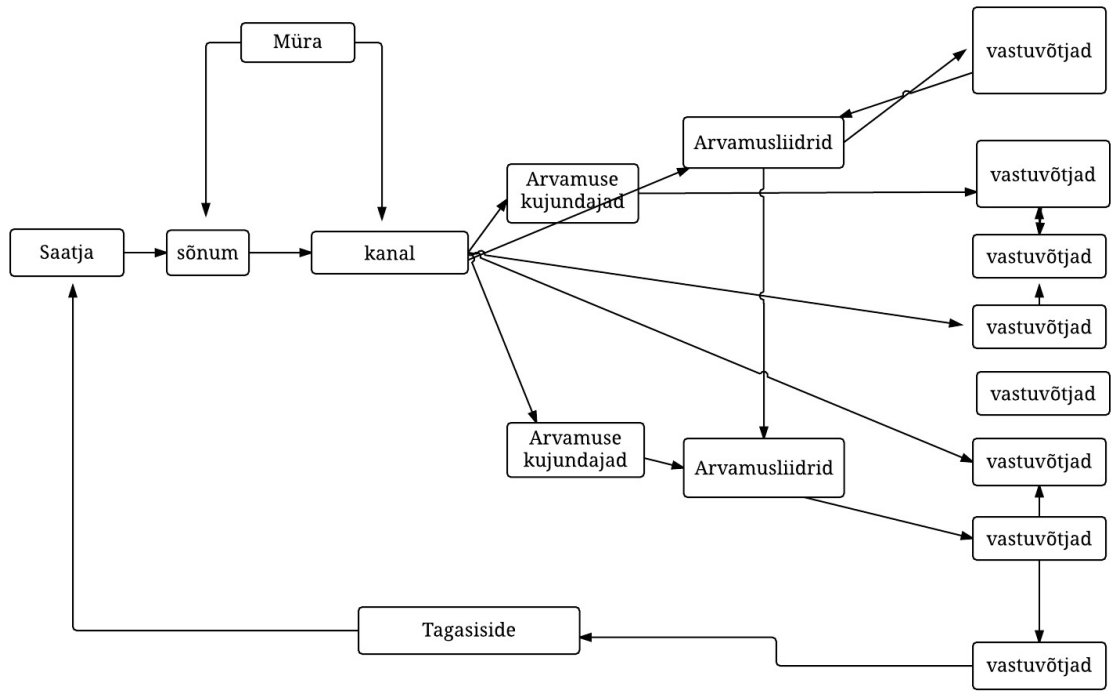 Müra
vastuvõtjad
Arvamusliidrid
Arvamuse
kujundajad
vastuvõtjad
Saatja
sõnum
kanal
vastuvõtjad
vastuvõtjad
vastuvõtjad
Arvamuse
kujundajad
Arvamusliidrid
vastuvõtjad
vastuvõtjad
Tagasiside
vastuvõtjad